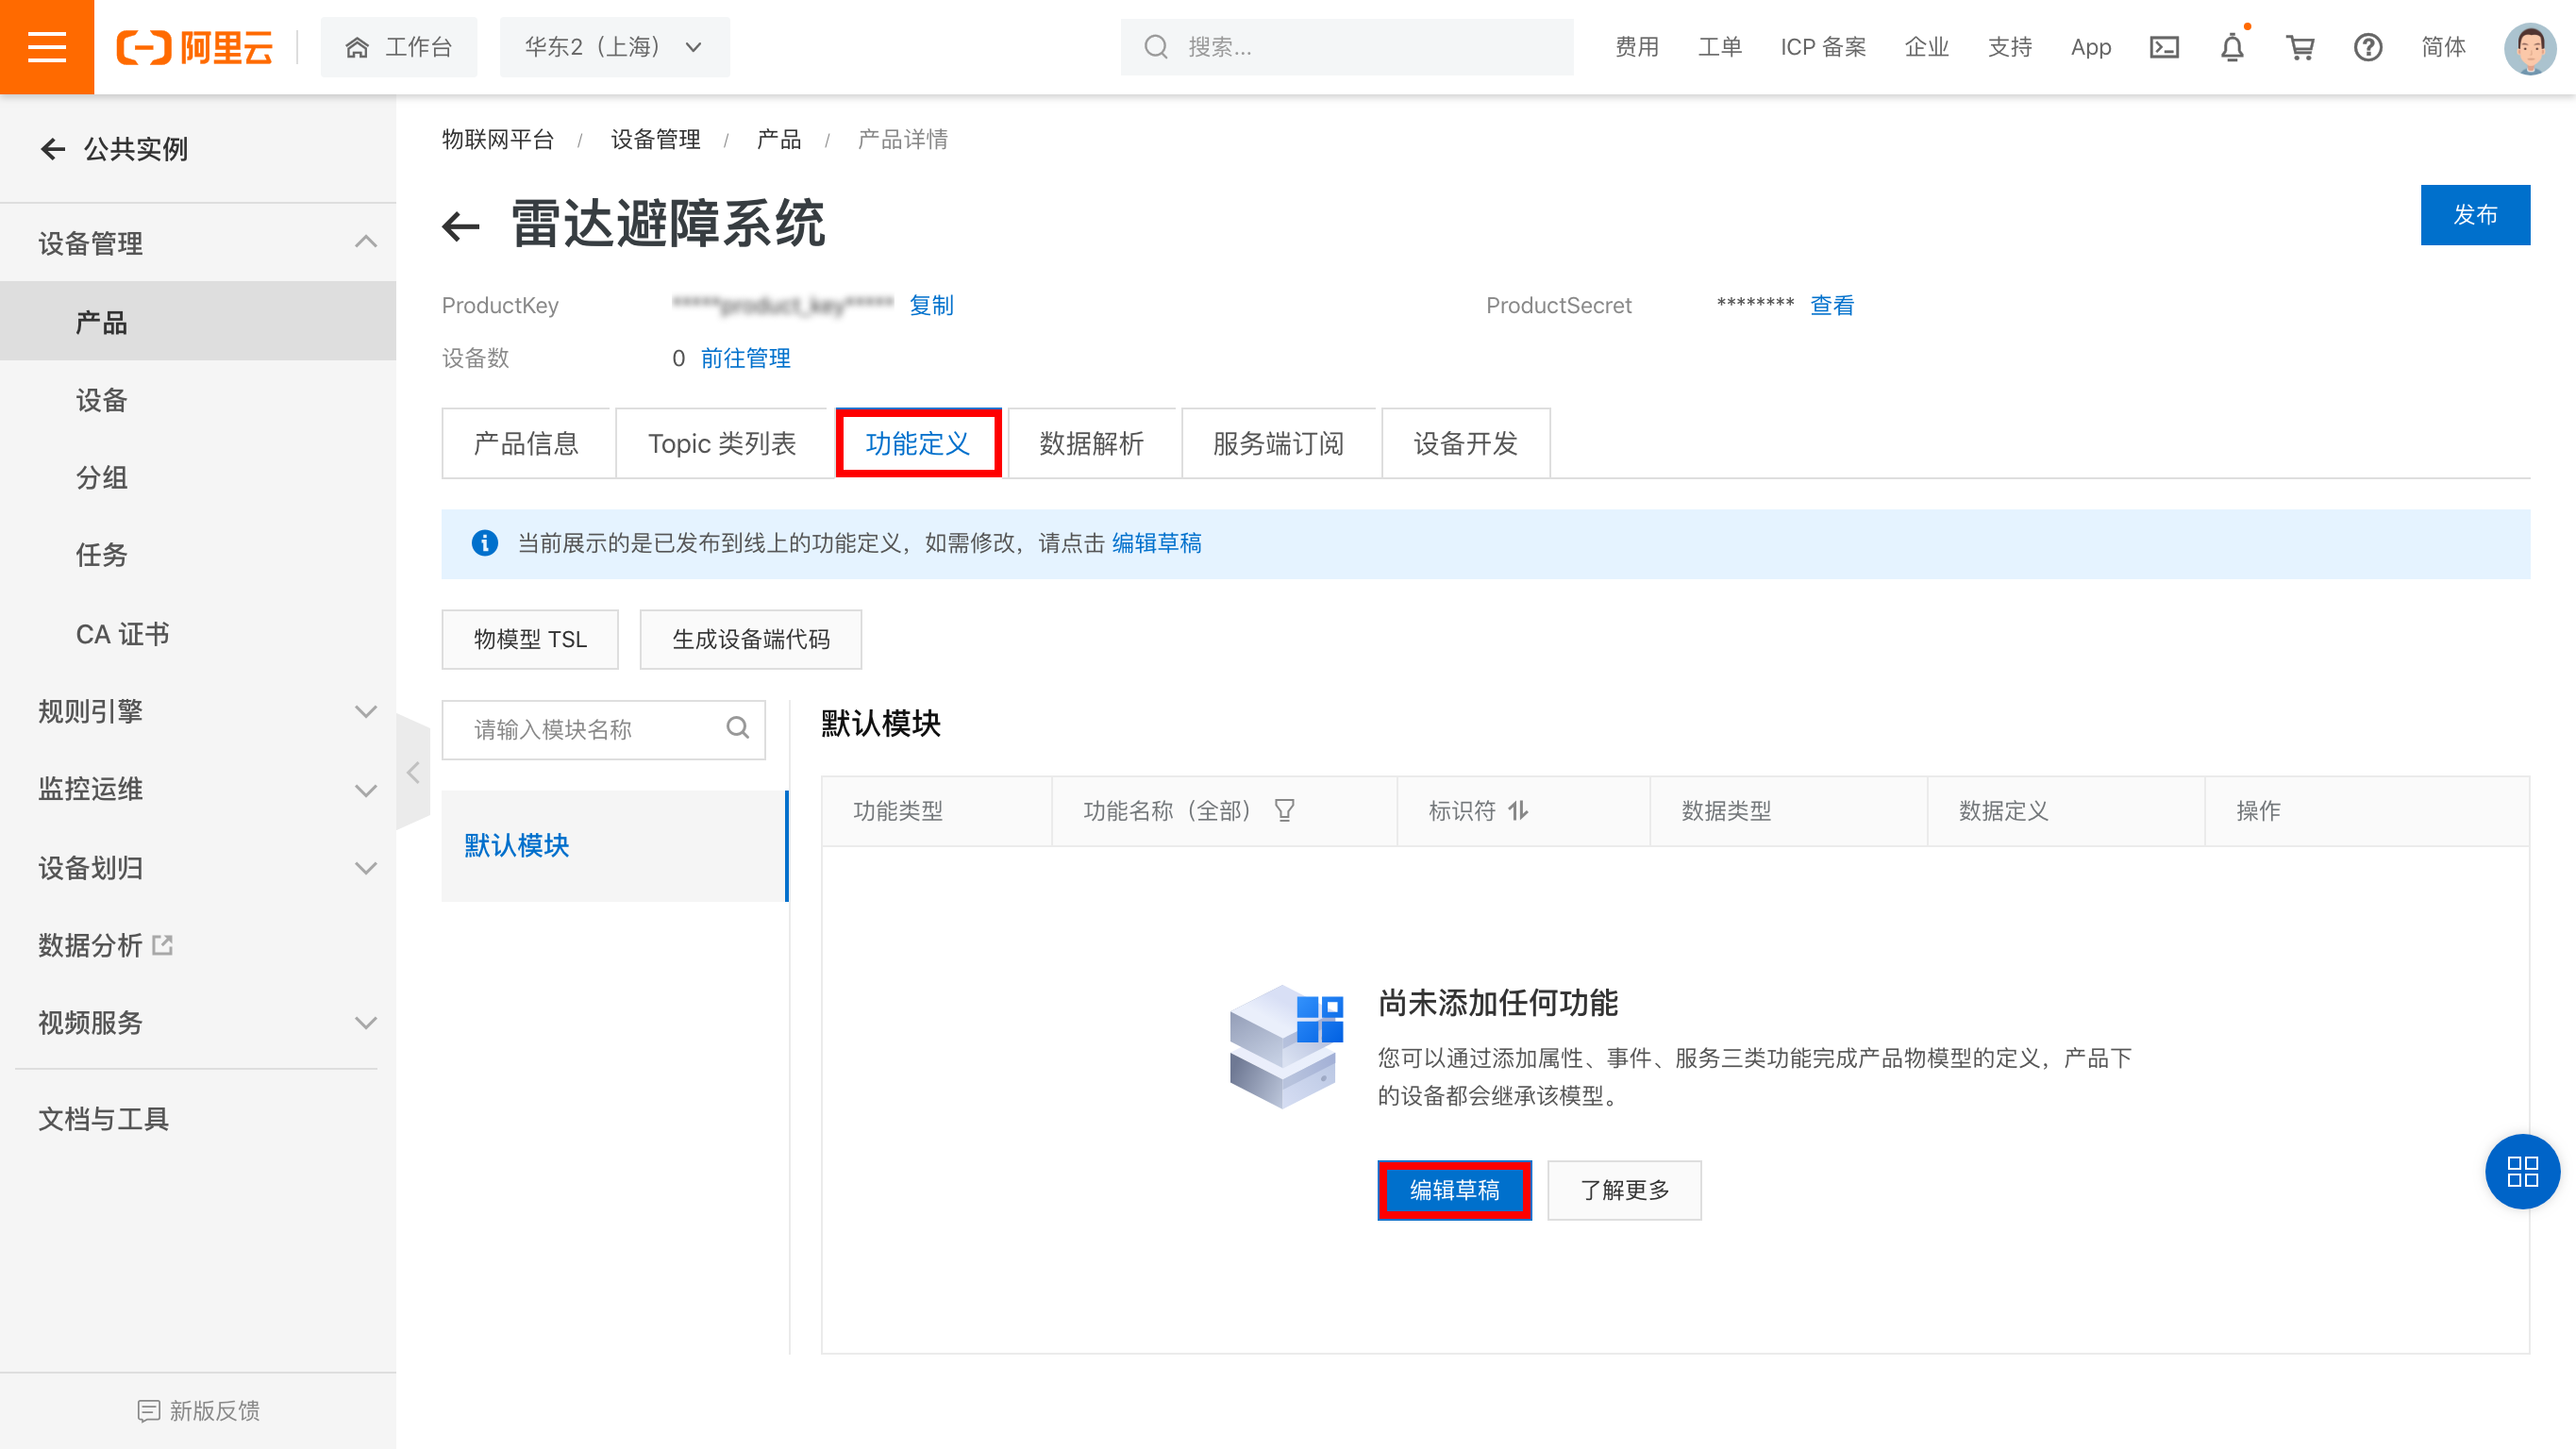 阿里云
工作台
华东2（上海）
搜索...
费用
工单
ICP 备案
企业
支持
App
简体
公共实例
设备管理
产品
设备
分组
任务
CA 证书
规则引擎
监控运维
设备划归
数据分析
视频服务
文档与工具
新版反馈
物联网平台 / 设备管理 / 产品 / 产品详情
雷达避障系统
发布
ProductKey *****product_key***** 复制
ProductSecret ******** 查看
设备数 0 前往管理
产品信息
Topic 类列表
功能定义
数据解析
服务端订阅
设备开发
当前展示的是已发布到线上的功能定义，如需修改，请点击 编辑草稿
物模型 TSL
生成设备端代码
请输入模块名称
默认模块
默认模块
功能类型
功能名称（全部）
标识符
数据类型
数据定义
操作
尚未添加任何功能
您可以通过添加属性、事件、服务三类功能完成产品物模型的定义，产品下
的设备都会继承该模型。
编辑草稿
了解更多